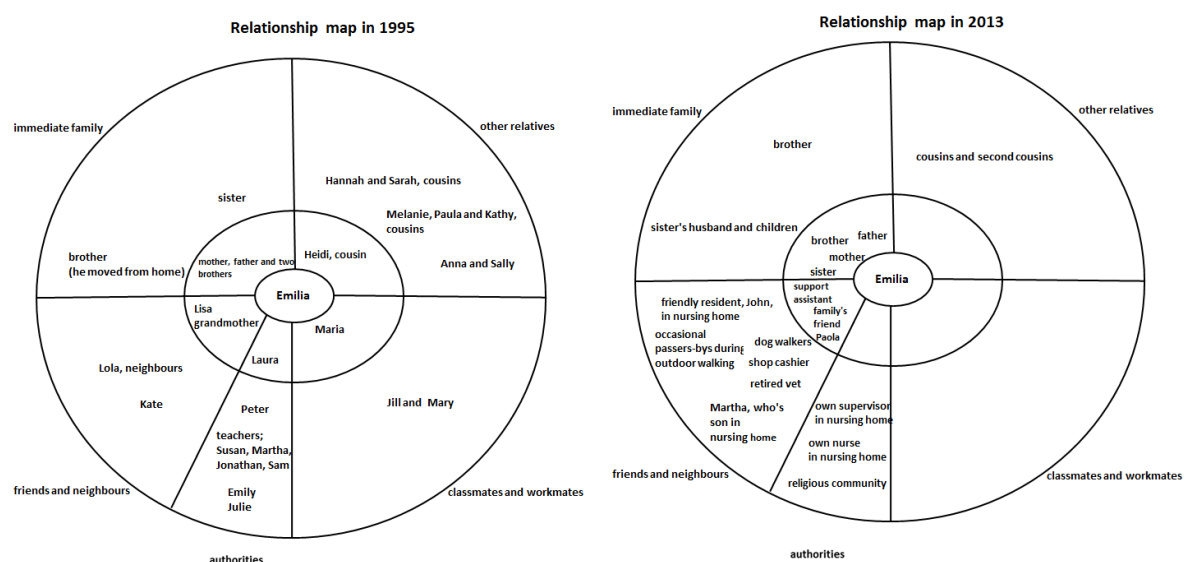 Relationship map in 1995
immediate family
other relatives
Hannah and Sarah, cousins
sister
Melanie, Paula and Kathy,
cousins
brother
(he moved from home)
mother, father and two
brothers
Heidi, cousin
Anna and Sally
Emilia
Lisa
grandmother
Maria
Laura
Lola, neighbours
Kate
Peter
Jill and Mary
teachers;
Susan, Martha,
Jonathan, Sam
Emily
Julie
friends and neighbours
classmates and workmates
authorities
Relationship map in 2013
immediate family
other relatives
brother
cousins and second cousins
sister's husband and children
brother
father
mother
sister
Emilia
support
assistant
family's
friend
Paola
friendly resident, John,
in nursing home
occasional
passers-bys during
outdoor walking
dog walkers
shop cashier
retired vet
Martha, who's
son in
nursing home
own supervisor
in nursing home
own nurse
in nursing home
religious community
friends and neighbours
classmates and workmates
authorities